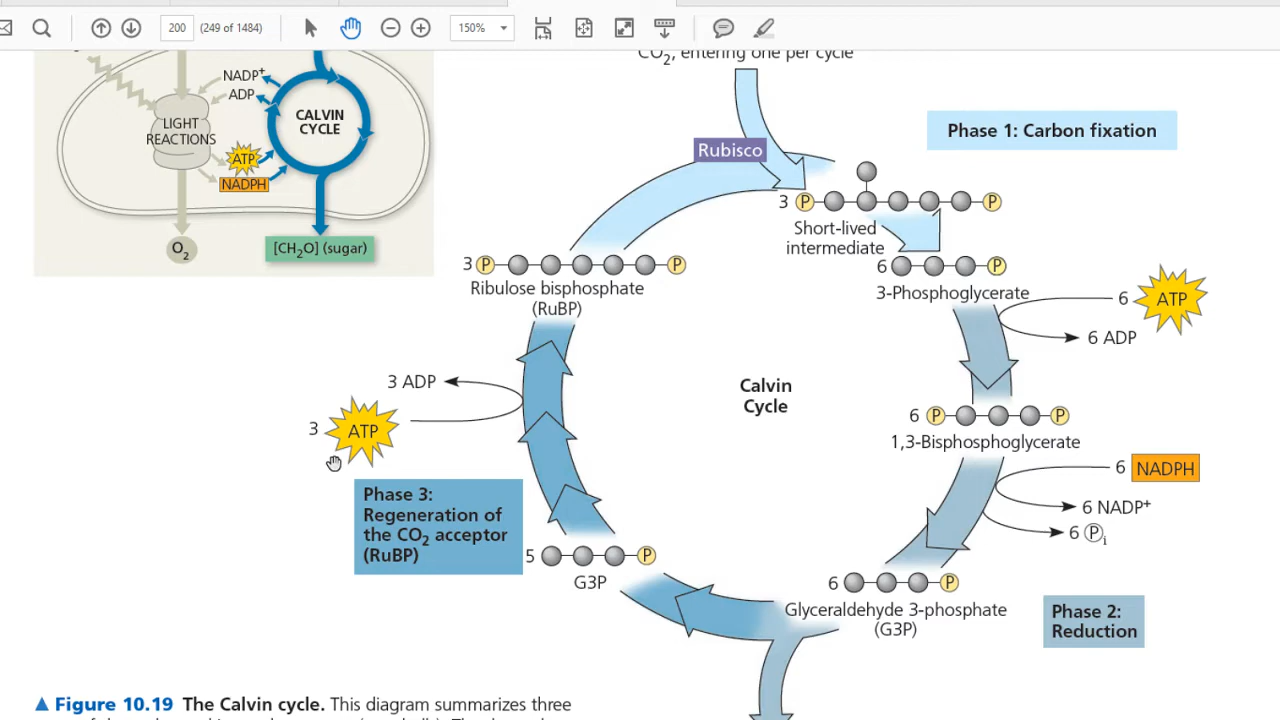 200 (249 of 1484) 150%
CO2, entering one per cycle
NADP+
ADP
CALVIN
CYCLE
LIGHT
REACTIONS
ATP
NADPH
O2
[CH2O] (sugar)
Phase 1: Carbon fixation
Rubisco
3 P P
Short-lived
intermediate
3 P P
Ribulose bisphosphate
(RuBP)
6 P
3-Phosphoglycerate
6 ATP
6 ADP
Calvin
Cycle
3 ADP
3 ATP
6 P P
1,3-Bisphosphoglycerate
6 NADPH
6 NADP+
6 Pi
Phase 3:
Regeneration of
the CO2 acceptor
(RuBP)
5 P
G3P
6 P
Glyceraldehyde 3-phosphate
(G3P)
Phase 2:
Reduction
▲ Figure 10.19 The Calvin cycle. This diagram summarizes three